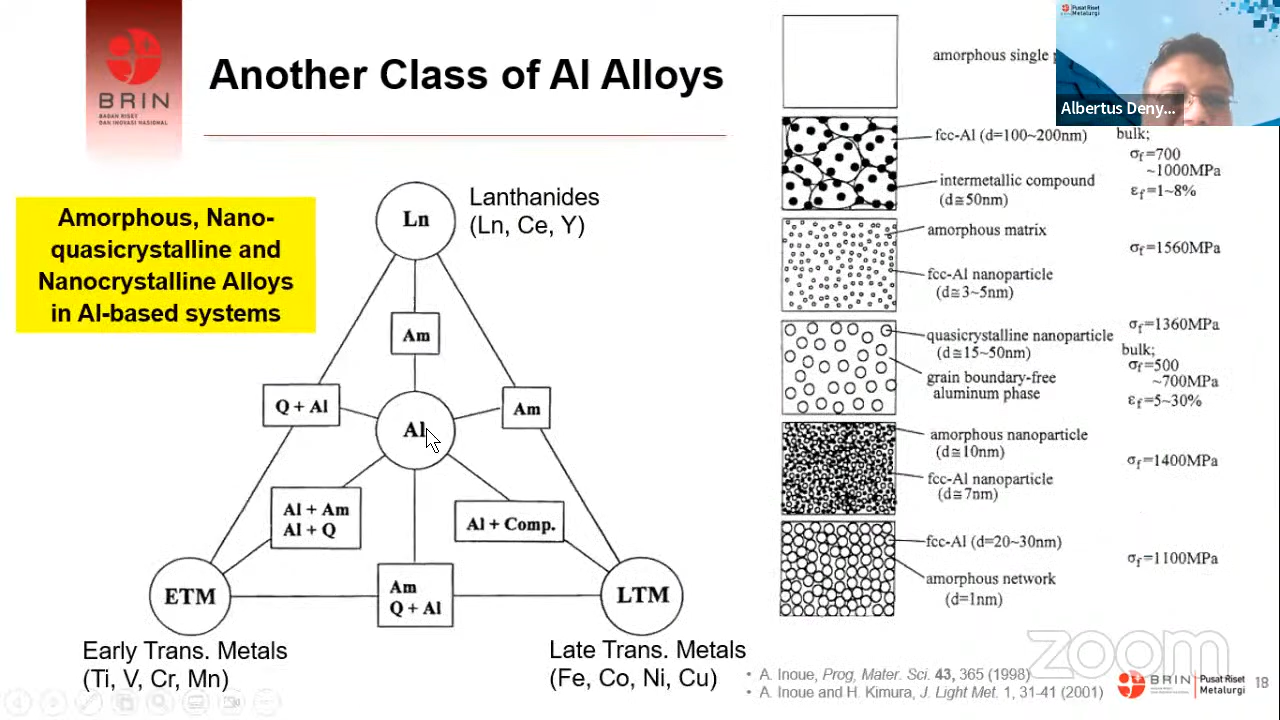 BRIN
BADAN RISET
DAN INOVASI NASIONAL
Another Class of Al Alloys
Amorphous, Nano-
quasicrystalline and
Nanocrystalline Alloys
in Al-based systems
Ln
Lanthanides
(Ln, Ce, Y)
Am
Q + Al
Am
Al
Al + Am
Al + Q
Al + Comp.
ETM
Am
Q + Al
LTM
Early Trans. Metals
(Ti, V, Cr, Mn)
Late Trans. Metals
(Fe, Co, Ni, Cu)
amorphous single
fcc-Al (d=100~200nm)
intermetallic compound
(d≅50nm)
bulk;
σf=700
~1000MPa
εf=1~8%
amorphous matrix
fcc-Al nanoparticle
(d≅3~5nm)
σf=1560MPa
quasicrystalline nanoparticle
(d≅15~50nm)
grain boundary-free
aluminum phase
σf=1360MPa
bulk;
σf=500
~700MPa
εf=5~30%
amorphous nanoparticle
(d≅10nm)
fcc-Al nanoparticle
(d≅7nm)
σf=1400MPa
fcc-Al (d=20~30nm)
amorphous network
(d=1nm)
σf=1100MPa
• A. Inoue, Prog, Mater. Sci. 43, 365 (1998)
• A. Inoue and H. Kimura, J. Light Met. 1, 31-41 (2001)
zoom
BRIN
Pusat Riset
Metalurgi
18
Pusat Riset
Metalurgi
Albertus Deny...